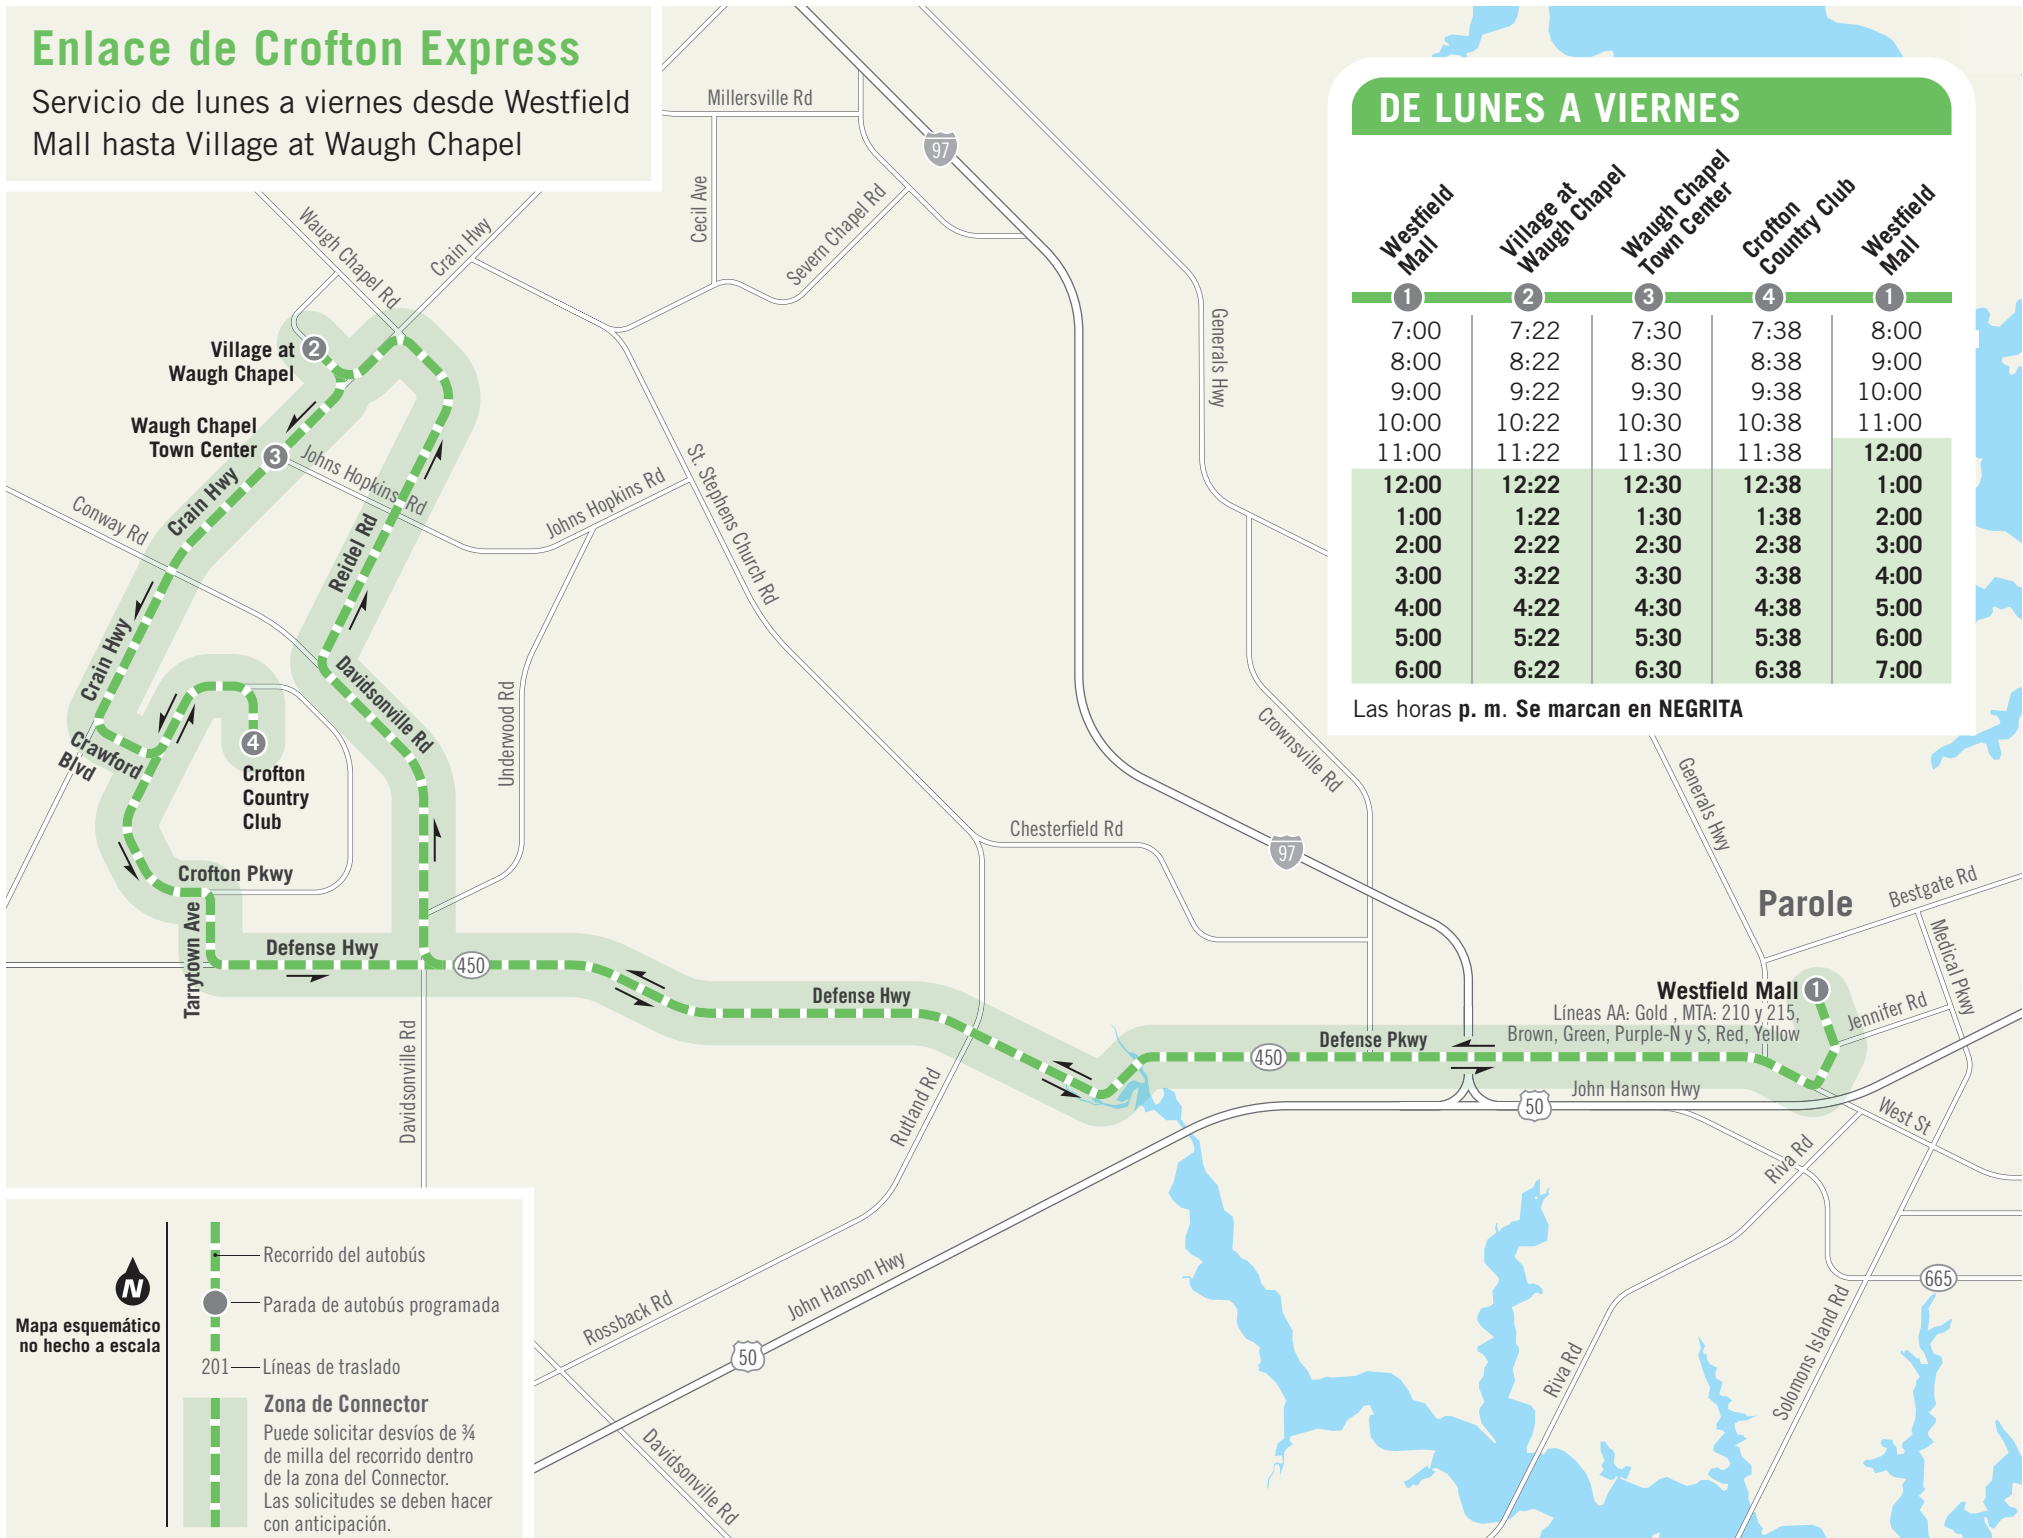 Enlace de Crofton Express
Servicio de lunes a viernes desde Westfield
Mall hasta Village at Waugh Chapel
DE LUNES A VIERNES
Westfield
Mall
Village at
Waugh Chapel
Waugh Chapel
Town Center
Crofton
Country Club
Westfield
Mall
1 2 3 4 1
7:00 7:22 7:30 7:38 8:00
8:00 8:22 8:30 8:38 9:00
9:00 9:22 9:30 9:38 10:00
10:00 10:22 10:30 10:38 11:00
11:00 11:22 11:30 11:38 12:00
12:00 12:22 12:30 12:38 1:00
1:00 1:22 1:30 1:38 2:00
2:00 2:22 2:30 2:38 3:00
3:00 3:22 3:30 3:38 4:00
4:00 4:22 4:30 4:38 5:00
5:00 5:22 5:30 5:38 6:00
6:00 6:22 6:30 6:38 7:00
Las horas p. m. Se marcan en NEGRITA
Millersville Rd
97
Cecil Ave
Severn Chapel Rd
Waugh Chapel Rd
Crain Hwy
Generals Hwy
Village at
Waugh Chapel
2
Waugh Chapel
Town Center
3
Johns Hopkins Rd
Johns Hopkins Rd
St. Stephens Church Rd
Conway Rd
Crain Hwy
Reidel Rd
Crain Hwy
Davidsonville Rd
Underwood Rd
Crawford
Blvd
4
Crofton
Country
Club
Crownsville Rd
Generals Hwy
Chesterfield Rd
97
Crofton Pkwy
Tarrytown Ave
Defense Hwy
450
Defense Hwy
Parole
Bestgate Rd
Medical Pkwy
Westfield Mall
1
Líneas AA: Gold , MTA: 210 y 215,
Brown, Green, Purple-N y S, Red, Yellow
Jennifer Rd
Defense Pkwy
450
John Hanson Hwy
50
West St
Riva Rd
Davidsonville Rd
Rutland Rd
665
Solomons Island Rd
Riva Rd
John Hanson Hwy
Rossback Rd
50
Davidsonville Rd
N
Mapa esquemático
no hecho a escala
Recorrido del autobús
Parada de autobús programada
201
Líneas de traslado
Zona de Connector
Puede solicitar desvíos de ¾
de milla del recorrido dentro
de la zona del Connector.
Las solicitudes se deben hacer
con anticipación.